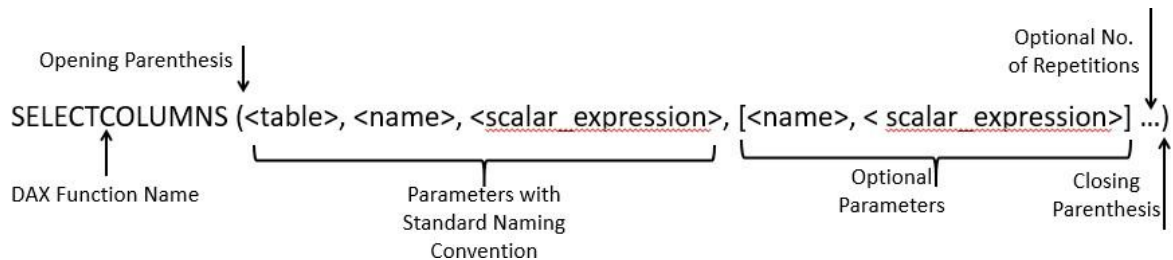 Optional No.
of Repetitions
Opening Parenthesis
SELECTCOLUMNS (<table>, <name>, <scalar_expression>, [<name>, < scalar_expression>] ...)
DAX Function Name
Parameters with
Standard Naming
Convention
Optional
Parameters
Closing
Parenthesis